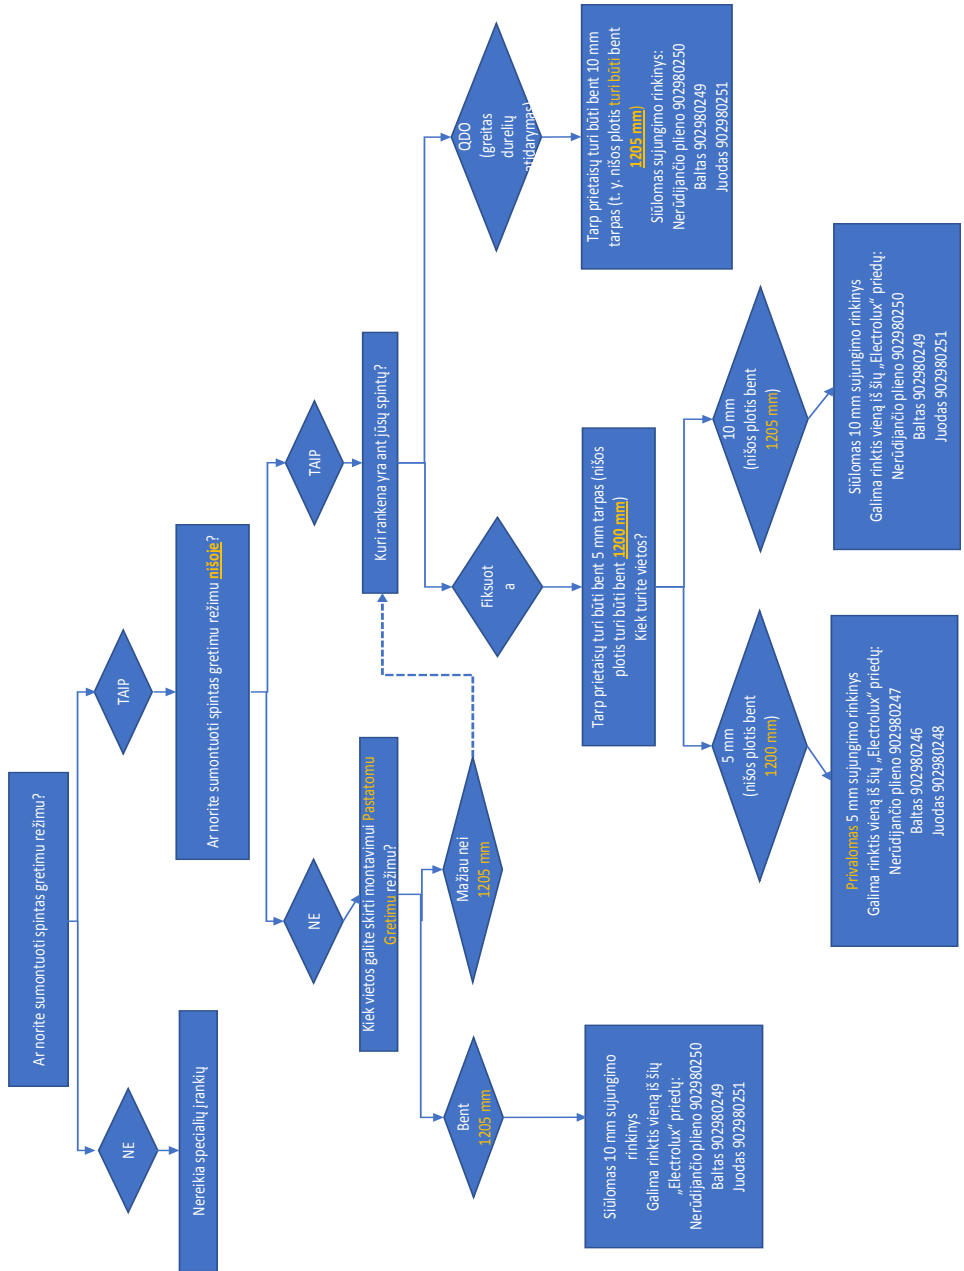 Ar norite sumontuoti spintas gretimu režimu?
NE
Nereikia specialių įrankių
TAIP
Ar norite sumontuoti spintas gretimu režimu nišoje?
NE
Kiek vietos galite skirti montavimui Pastatomu
Gretimu režimu?
Bent
1205 mm
Siūlomas 10 mm sujungimo
rinkinys
Galima rinktis vieną iš šių
„Electrolux“ priedų:
Nerūdijančio plieno 902980250
Baltas 902980249
Juodas 902980251
Mažiau nei
1205 mm
TAIP
Kuri rankena yra ant jūsų spintų?
Fiksuot
a
Tarp prietaisų turi būti bent 5 mm tarpas (nišos
plotis turi būti bent 1200 mm)
Kiek turite vietos?
5 mm
(nišos plotis bent
1200 mm)
Privalomas 5 mm sujungimo rinkinys
Galima rinktis vieną iš šių „Electrolux“ priedų:
Nerūdijančio plieno 902980247
Baltas 902980246
Juodas 902980248
10 mm
(nišos plotis bent
1205 mm)
Siūlomas 10 mm sujungimo rinkinys
Galima rinktis vieną iš šių „Electrolux“ priedų:
Nerūdijančio plieno 902980250
Baltas 902980249
Juodas 902980251
QDO
(greitas
durelių
atidarymas)
Tarp prietaisų turi būti bent 10 mm
tarpas (t. y. nišos plotis turi būti bent
1205 mm)
Siūlomas sujungimo rinkinys:
Nerūdijančio plieno 902980250
Baltas 902980249
Juodas 902980251